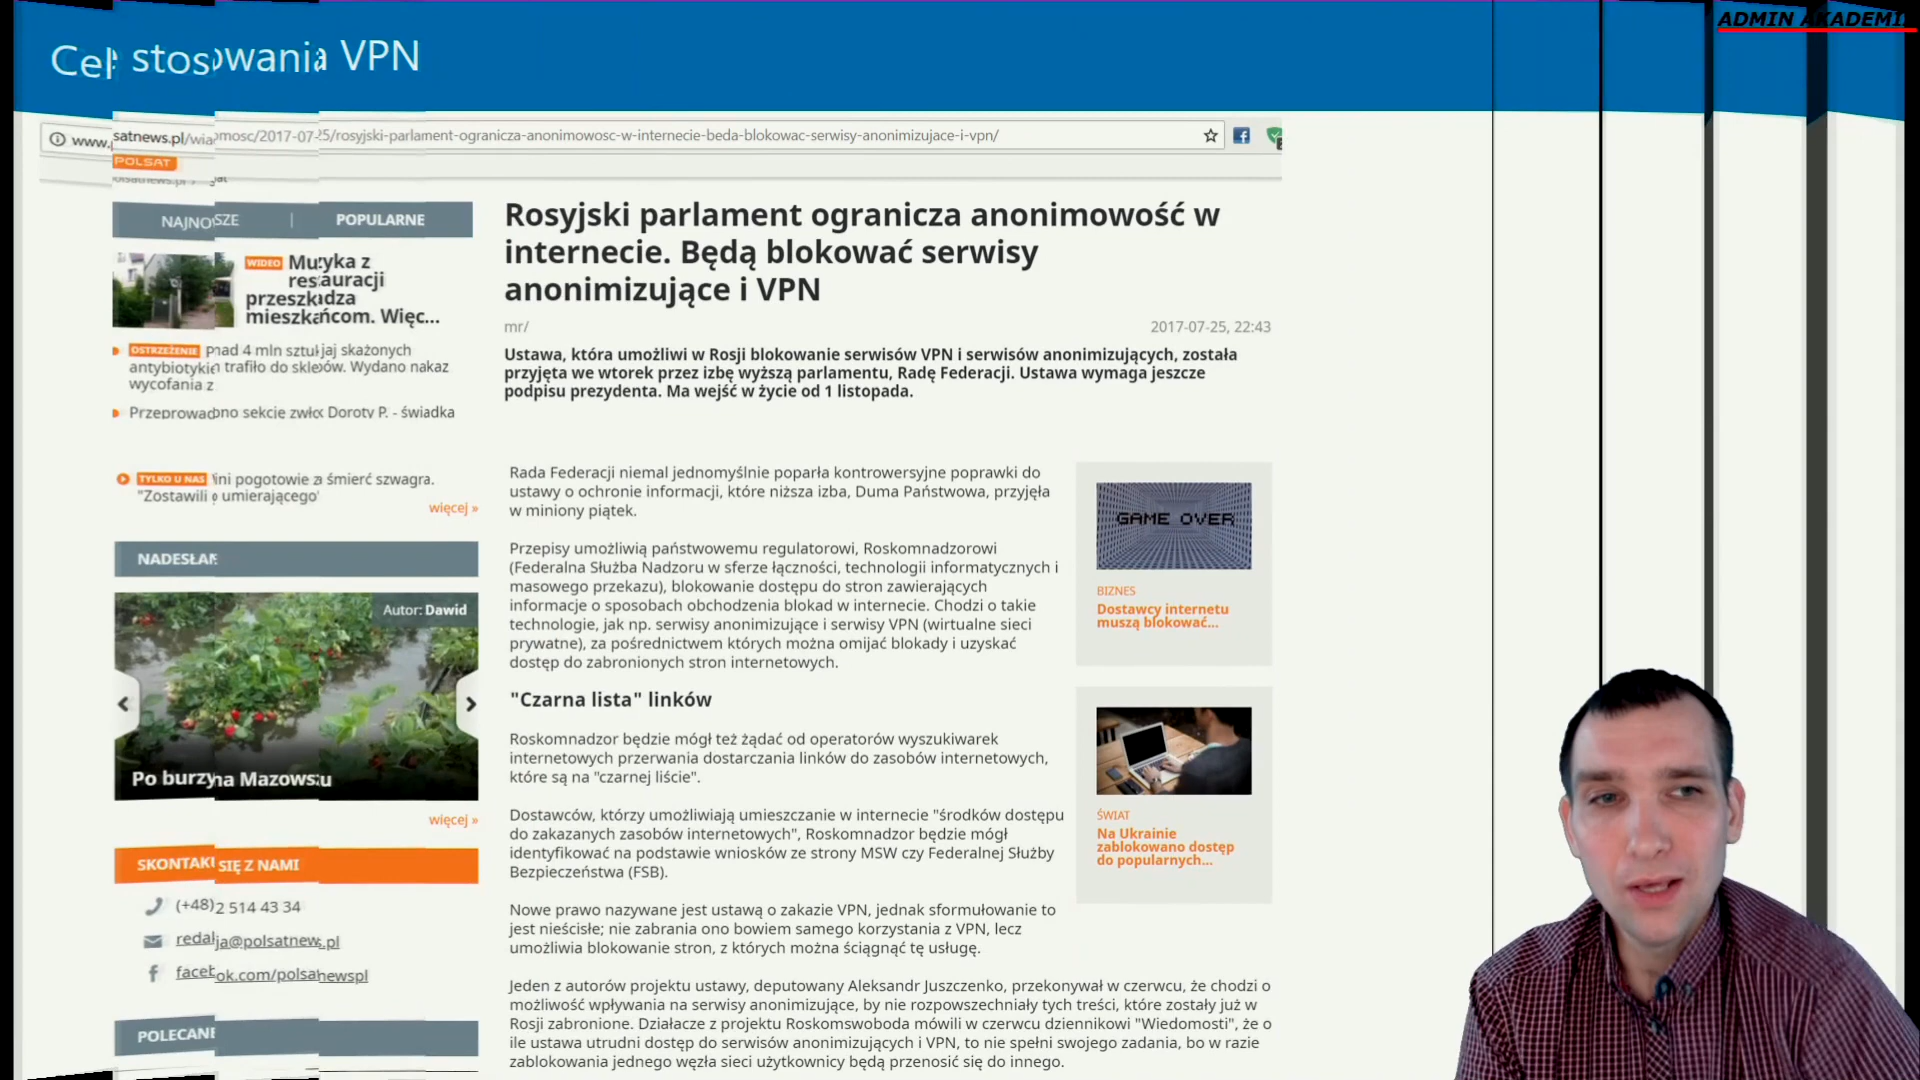 ADMIN AKADEMI
Cel stosowania VPN
www.
satnews.pl/wia
omosc/2017-07-25/rosyjski-parlament-ogranicza-anonimowosc-w-internecie-beda-blokowac-serwisy-anonimizujace-i-vpn/
POLSAT
NAJNOWSZE | POPULARNE
WIDEO Muzyka z
restauracji
przeszkadza
mieszkańcom. Więc...
OSTRZEŻENIE Ponad 4 mln sztuk jaj skażonych
antybiotykiem trafiło do sklepów. Wydano nakaz
wycofania z
Przeprowadzono sekcję zwłok Doroty P. - świadka
TYLKO U NAS Wini pogotowie za śmierć szwagra.
"Zostawili go umierającego"
więcej »
NADESŁAN
Autor: Dawid
Po burzy na Mazowszu
więcej »
SKONTAKTUJ SIĘ Z NAMI
(+48) 2 514 43 34
redakcja@polsatnews.pl
facebook.com/polsatnewspl
POLECANE
Rosyjski parlament ogranicza anonimowość w
internecie. Będą blokować serwisy
anonimizujące i VPN
mr/
2017-07-25, 22:43
Ustawa, która umożliwi w Rosji blokowanie serwisów VPN i serwisów anonimizujących, została
przyjęta we wtorek przez izbę wyższą parlamentu, Radę Federacji. Ustawa wymaga jeszcze
podpisu prezydenta. Ma wejść w życie od 1 listopada.
Rada Federacji niemal jednomyślnie poparła kontrowersyjne poprawki do
ustawy o ochronie informacji, które niższa izba, Duma Państwowa, przyjęła
w miniony piątek.
Przepisy umożliwią państwowemu regulatorowi, Roskomnadzorowi
(Federalna Służba Nadzoru w sferze łączności, technologii informatycznych i
masowego przekazu), blokowanie dostępu do stron zawierających
informacje o sposobach obchodzenia blokad w internecie. Chodzi o takie
technologie, jak np. serwisy anonimizujące i serwisy VPN (wirtualne sieci
prywatne), za pośrednictwem których można omijać blokady i uzyskać
dostęp do zabronionych stron internetowych.
"Czarna lista" linków
Roskomnadzor będzie mógł też żądać od operatorów wyszukiwarek
internetowych przerwania dostarczania linków do zasobów internetowych,
które są na "czarnej liście".
Dostawców, którzy umożliwiają umieszczanie w internecie "środków dostępu
do zakazanych zasobów internetowych", Roskomnadzor będzie mógł
identyfikować na podstawie wniosków ze strony MSW czy Federalnej Służby
Bezpieczeństwa (FSB).
Nowe prawo nazywane jest ustawą o zakazie VPN, jednak sformułowanie to
jest nieścisłe; nie zabrania ono bowiem samego korzystania z VPN, lecz
umożliwia blokowanie stron, z których można ściągnąć tę usługę.
Jeden z autorów projektu ustawy, deputowany Aleksandr Juszczenko, przekonywał w czerwcu, że chodzi o
możliwość wpływania na serwisy anonimizujące, by nie rozpowszechniały tych treści, które zostały już w
Rosji zabronione. Działacze z projektu Roskomswoboda mówili w czerwcu dziennikowi "Wiedomosti", że o
ile ustawa utrudni dostęp do serwisów anonimizujących i VPN, to nie spełni swojego zadania, bo w razie
zablokowania jednego węzła sieci użytkownicy będą przenosić się do innego.
GAME OVER
BIZNES
Dostawcy internetu
muszą blokować...
ŚWIAT
Na Ukrainie
zablokowano dostęp
do popularnych...